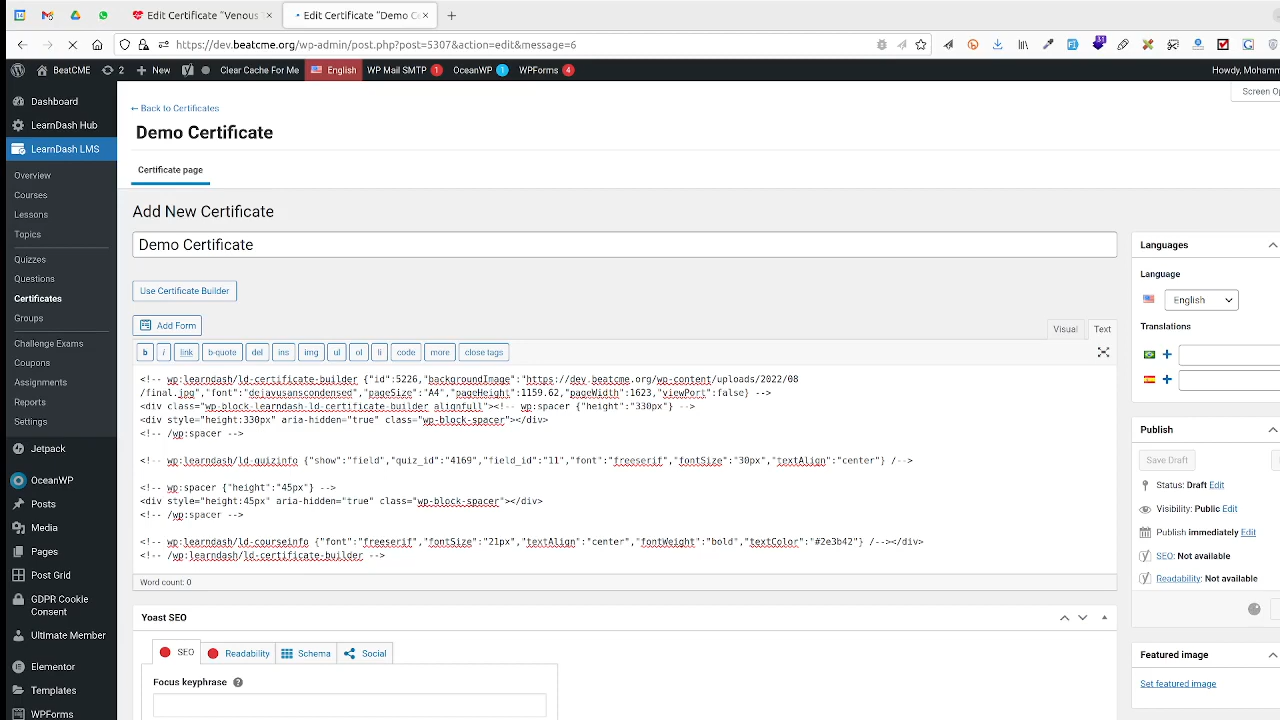 Edit Certificate “Venous
Edit Certificate “Demo C
https://dev.beatcme.org/wp-admin/post.php?post=5307&action=edit&message=6
BeatCME
2
New
Clear Cache For Me
English
WP Mail SMTP 1
OceanWP 1
WPForms 4
Howdy, Mohamm
Dashboard
LearnDash Hub
LearnDash LMS
Overview
Courses
Lessons
Topics
Quizzes
Questions
Certificates
Groups
Challenge Exams
Coupons
Assignments
Reports
Settings
Jetpack
OceanWP
Posts
Media
Pages
Post Grid
GDPR Cookie
Consent
Ultimate Member
Elementor
Templates
WPForms
Screen Op
← Back to Certificates
Demo Certificate
Certificate page
Add New Certificate
Demo Certificate
Use Certificate Builder
Add Form
Visual
Text
b
i
link
b-quote
del
ins
img
ul
ol
li
code
more
close tags
<!-- wp:learndash/ld-certificate-builder {"id":5226,"backgroundImage":"https://dev.beatcme.org/wp-content/uploads/2022/08
/final.jpg","font":"dejavusanscondensed","pageSize":"A4","pageHeight":1159.62,"pageWidth":1623,"viewPort":false} -->
<div class="wp-block-learndash-ld-certificate-builder alignfull"><!-- wp:spacer {"height":"330px"} -->
<div style="height:330px" aria-hidden="true" class="wp-block-spacer"></div>
<!-- /wp:spacer -->
<!-- wp:learndash/ld-quizinfo {"show":"field","quiz_id":"4169","field_id":"11","font":"freeserif","fontSize":"30px","textAlign":"center"} /-->
<!-- wp:spacer {"height":"45px"} -->
<div style="height:45px" aria-hidden="true" class="wp-block-spacer"></div>
<!-- /wp:spacer -->
<!-- wp:learndash/ld-courseinfo {"font":"freeserif","fontSize":"21px","textAlign":"center","fontWeight":"bold","textColor":"#2e3b42"} /--></div>
<!-- /wp:learndash/ld-certificate-builder -->
Word count: 0
Yoast SEO
SEO
Readability
Schema
Social
Focus keyphrase
Languages
Language
English
Translations
Publish
Save Draft
Status: Draft Edit
Visibility: Public Edit
Publish immediately Edit
SEO: Not available
Readability: Not available
Featured image
Set featured image